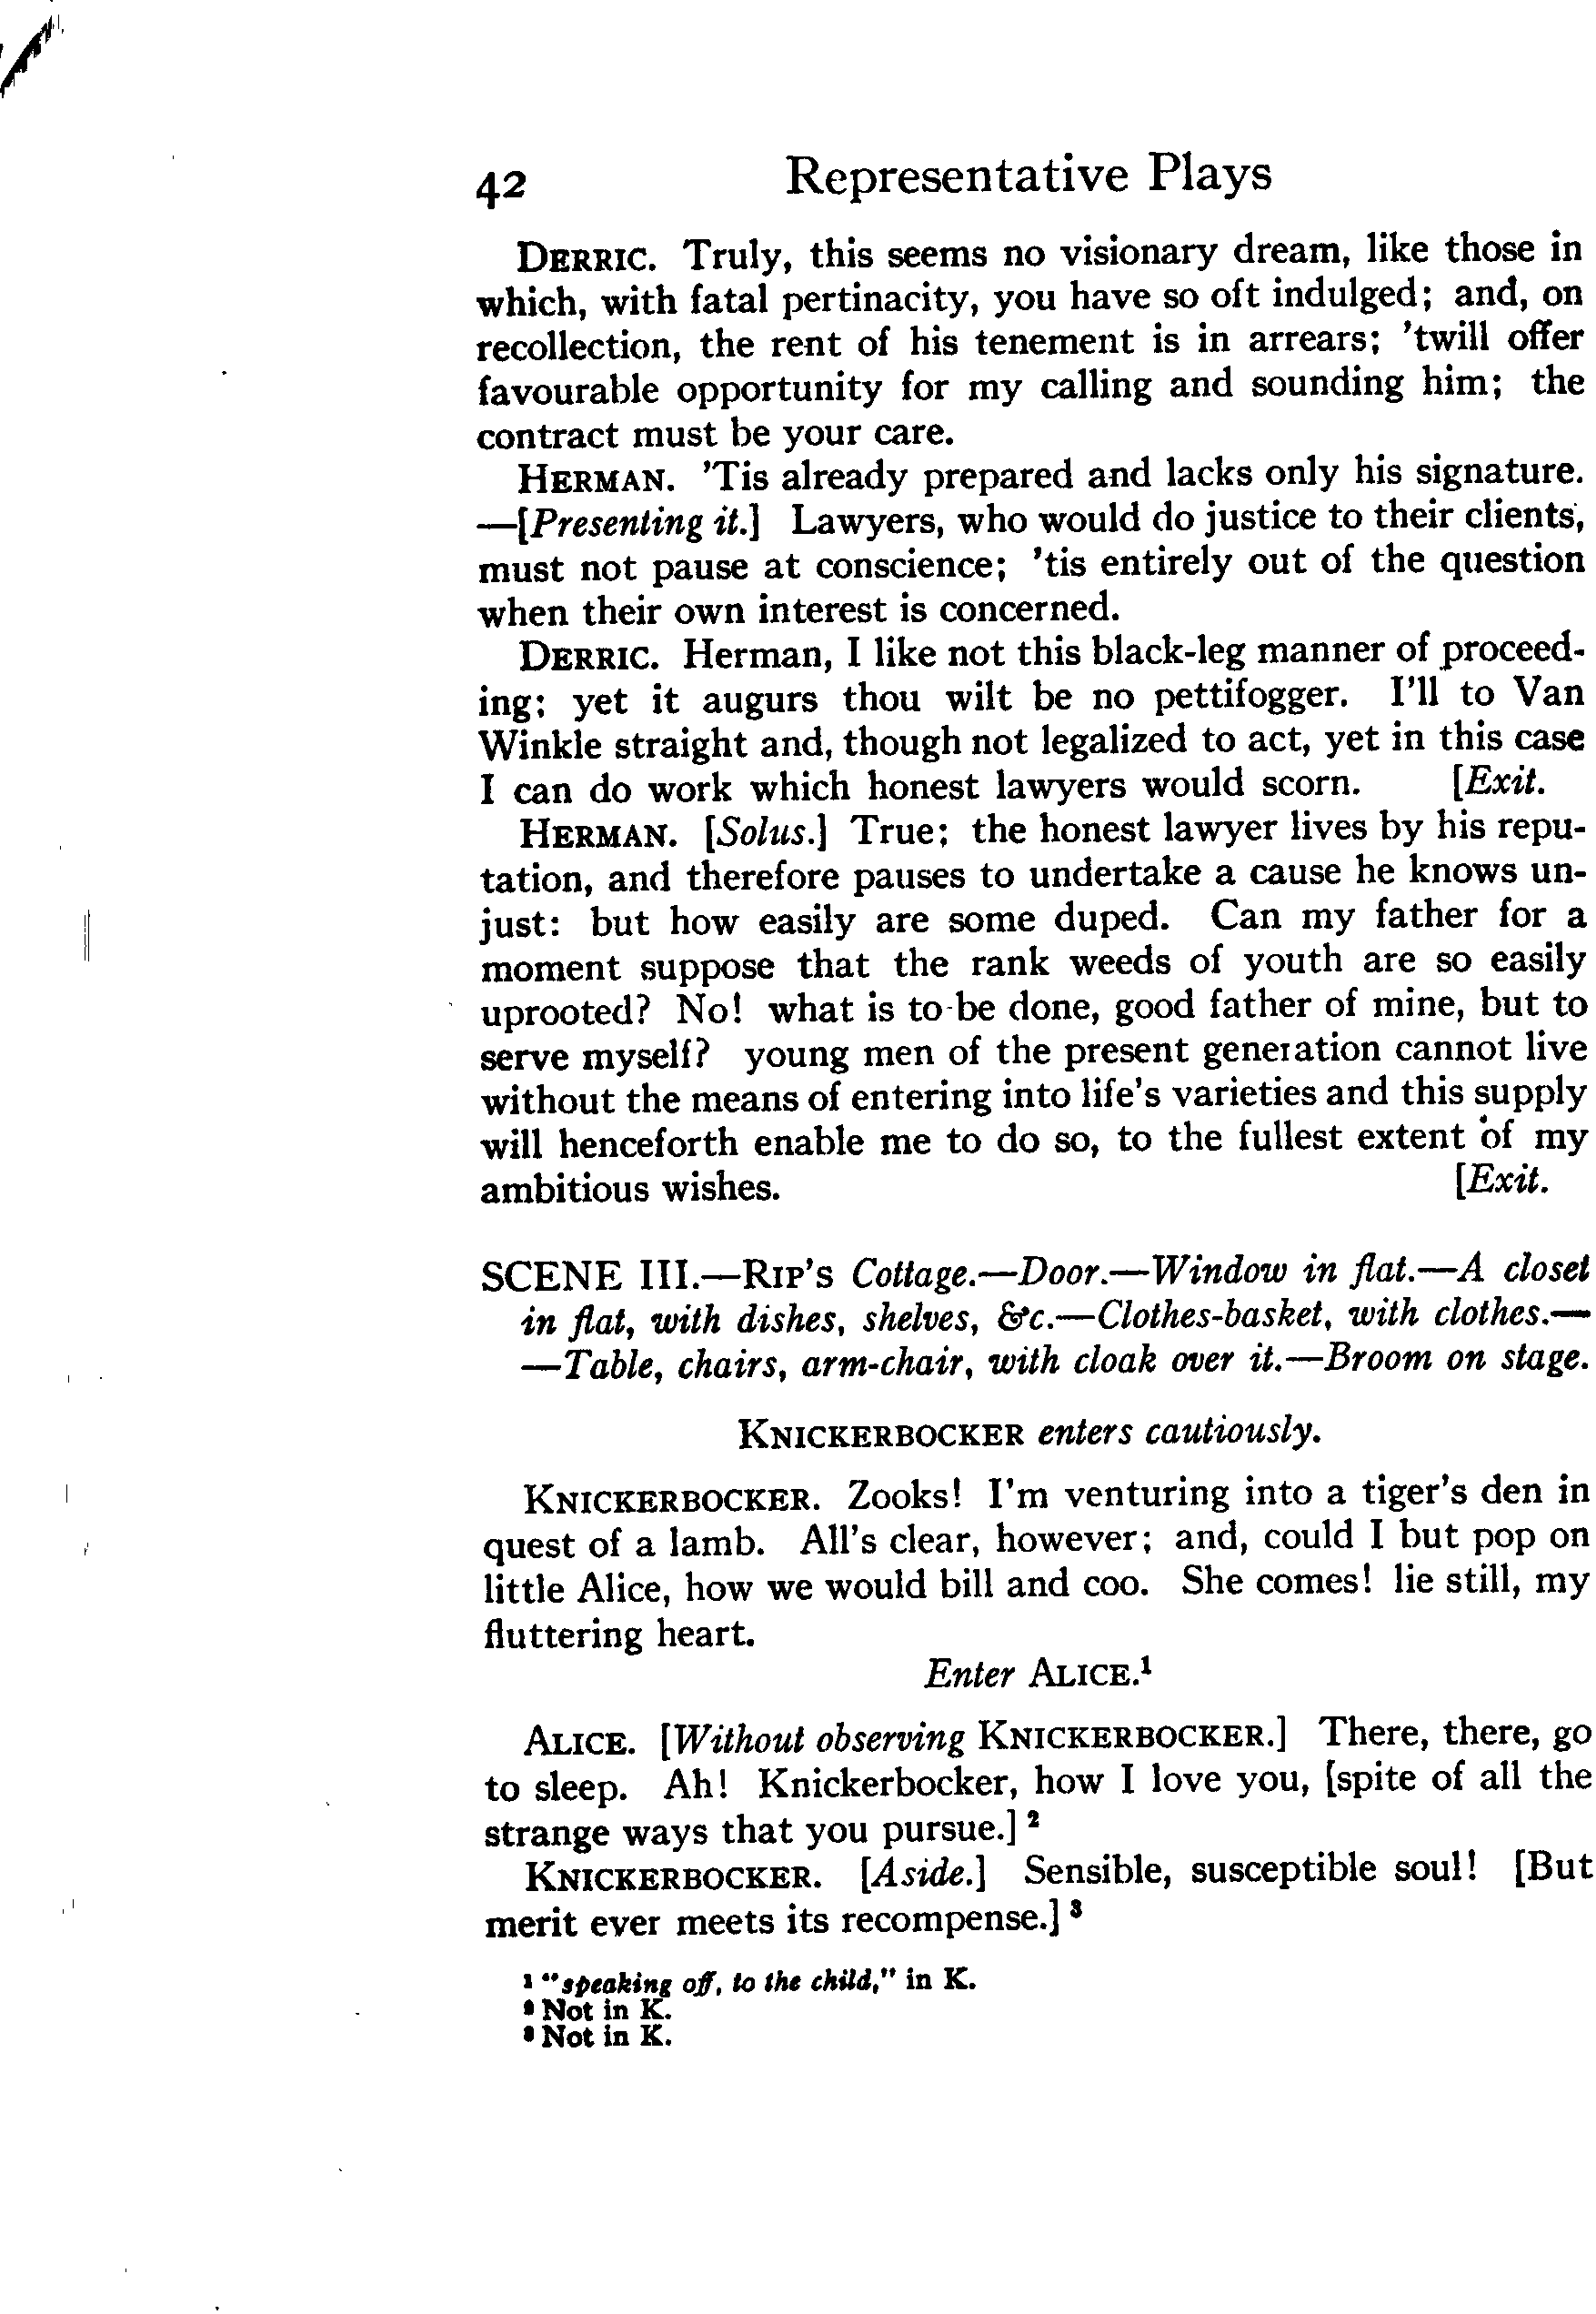 42 Representative Plays
DERRIC. Truly, this seems no visionary dream, like those in
which, with fatal pertinacity, you have so oft indulged; and, on
recollection, the rent of his tenement is in arrears; 'twill offer
favourable opportunity for my calling and sounding him; the
contract must be your care.
HERMAN. 'Tis already prepared and lacks only his signature.
—[Presenting it.] Lawyers, who would do justice to their clients,
must not pause at conscience; 'tis entirely out of the question
when their own interest is concerned.
DERRIC. Herman, I like not this black-leg manner of proceed-
ing: yet it augurs thou wilt be no pettifogger. I'll to Van
Winkle straight and, though not legalized to act, yet in this case
I can do work which honest lawyers would scorn. [Exit.
HERMAN. [Solus.] True; the honest lawyer lives by his repu-
tation, and therefore pauses to undertake a cause he knows un-
just: but how easily are some duped. Can my father for a
moment suppose that the rank weeds of youth are so easily
uprooted? No! what is to be done, good father of mine, but to
serve myself? young men of the present generation cannot live
without the means of entering into life's varieties and this supply
will henceforth enable me to do so, to the fullest extent of my
ambitious wishes. [Exit.
SCENE III.—RIP'S Cottage.—Door.—Window in flat.—A closet
in flat, with dishes, shelves, &c.—Clothes-basket, with clothes.—
—Table, chairs, arm-chair, with cloak over it.—Broom on stage.
KNICKERBOCKER enters cautiously.
KNICKERBOCKER. Zooks! I'm venturing into a tiger's den in
quest of a lamb. All's clear, however; and, could I but pop on
little Alice, how we would bill and coo. She comes! lie still, my
fluttering heart.
Enter ALICE.¹
ALICE. [Without observing KNICKERBOCKER.] There, there, go
to sleep. Ah! Knickerbocker, how I love you, [spite of all the
strange ways that you pursue.]²
KNICKERBOCKER. [Aside.] Sensible, susceptible soul! [But
merit ever meets its recompense.]³
¹ "speaking off, to the child," in K.
² Not in K.
³ Not in K.